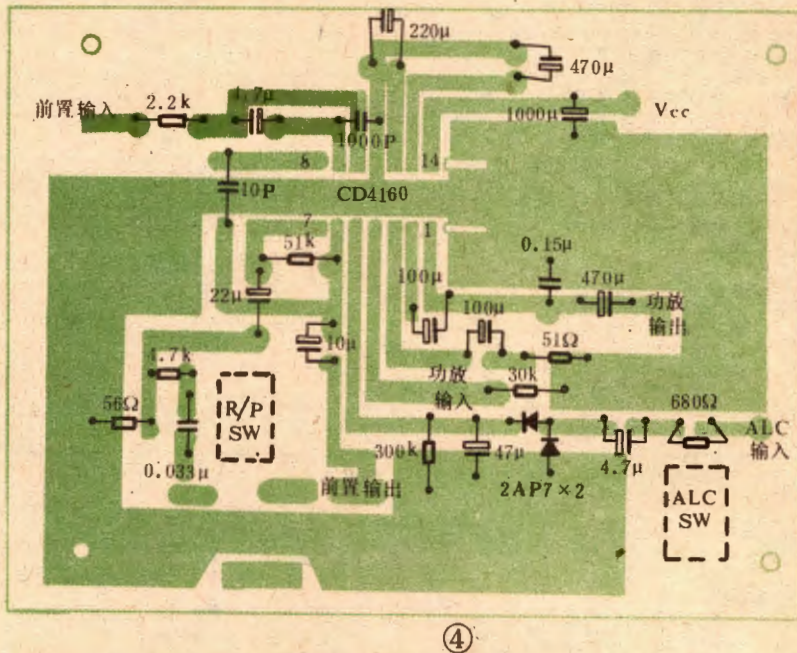 220μ
470μ
前置输入
2.2k
4.7μ
1000P
1000μ
Vcc
8
14
10P
CD4160
7
1
51k
0.15μ
22μ
100μ
100μ
470μ
功放
输出
10μ
51Ω
4.7k
功放
输入
30k
56Ω
R/P
SW
680Ω
ALC
输入
0.033μ
300k
47μ
4.7μ
前置输出
2AP7×2
ALC
SW
④